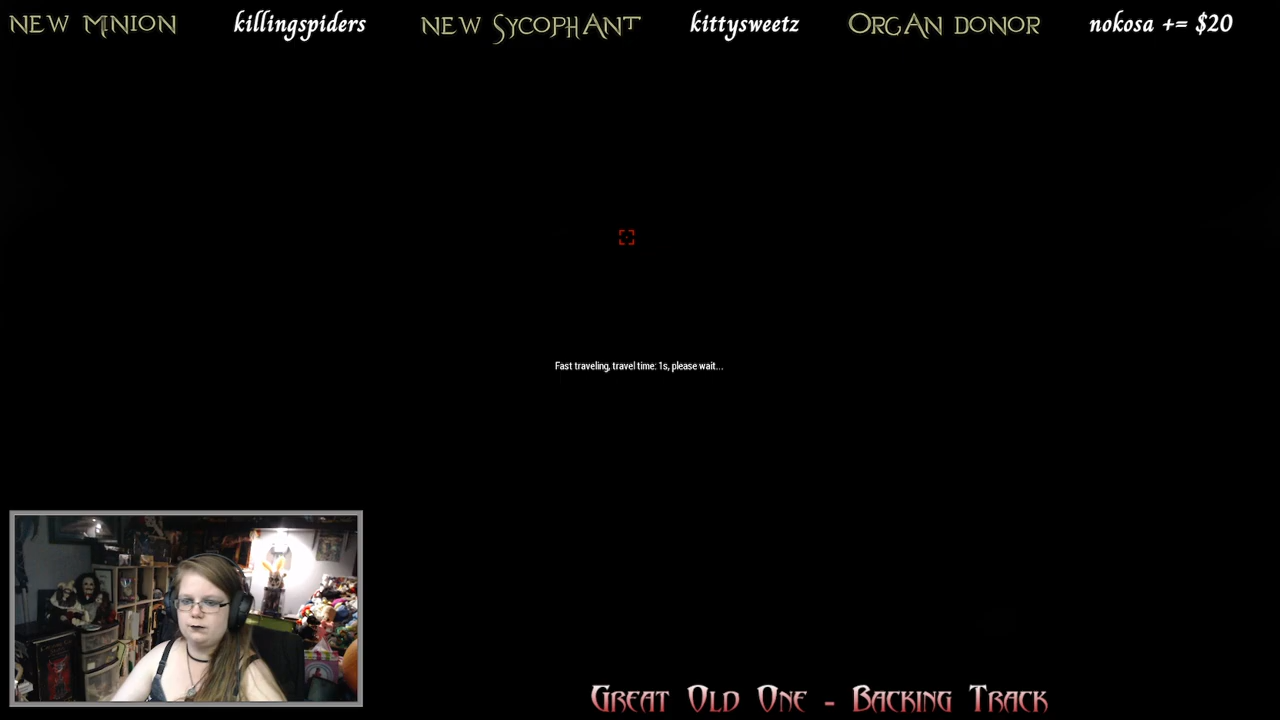 NEW MINION killingspiders NEW SYCOPHANT kittysweetz ORGAN DONOR nokosa += $20
Fast traveling, travel time: 1s, please wait...
GREAT OLD ONE - BACKING TRACK